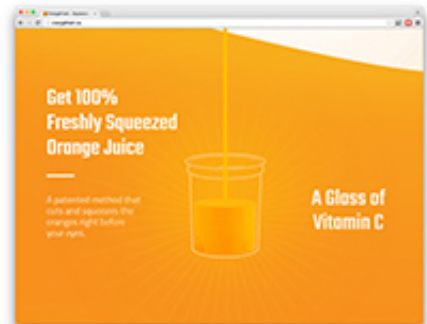 Get 100%
Freshly Squeezed
Orange Juice
A patented method that
cuts and squeezes the
oranges right before
your eyes.
A Glass of
Vitamin C